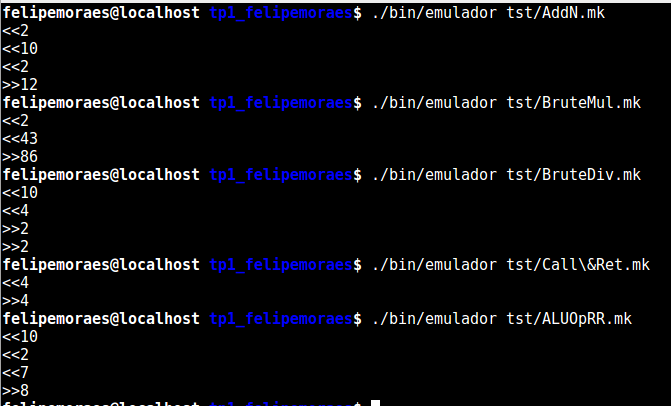 felipemoraes@localhost tp1_felipemoraes$ ./bin/emulador tst/AddN.mk
<<2
<<10
<<2
>>12
felipemoraes@localhost tp1_felipemoraes$ ./bin/emulador tst/BruteMul.mk
<<2
<<43
>>86
felipemoraes@localhost tp1_felipemoraes$ ./bin/emulador tst/BruteDiv.mk
<<10
<<4
>>2
>>2
felipemoraes@localhost tp1_felipemoraes$ ./bin/emulador tst/Call\&Ret.mk
<<4
>>4
felipemoraes@localhost tp1_felipemoraes$ ./bin/emulador tst/ALUOpRR.mk
<<10
<<2
<<7
>>8
felipemoraes@localhost tp1_felipemoraes$